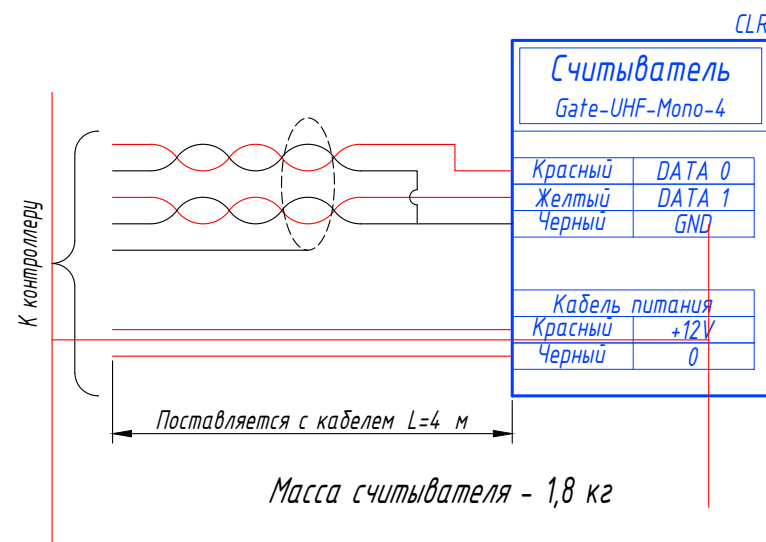 CLR
Считыватель
Gate-UHF-Mono-4
Красный DATA 0
Желтый DATA 1
Черный GND
К контроллеру
Кабель питания
Красный +12V
Черный 0
Поставляется с кабелем L=4 м
Масса считывателя - 1,8 кг